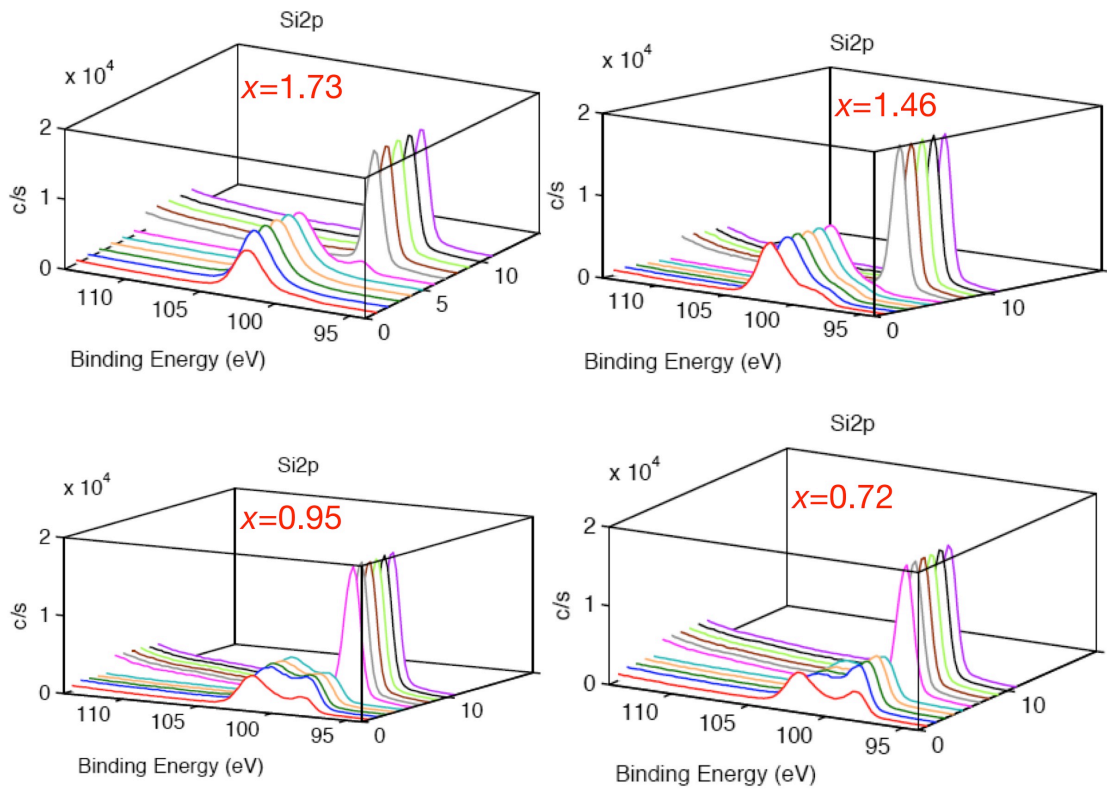 Si2p
x 10⁴
x=1.73
2
1
0
c/s
110
105
100
95
0
5
10
Binding Energy (eV)
Si2p
x 10⁴
x=1.46
2
1
0
c/s
110
105
100
95
0
10
Binding Energy (eV)
Si2p
x 10⁴
x=0.95
2
1
0
c/s
110
105
100
95
0
10
Binding Energy (eV)
Si2p
x 10⁴
x=0.72
2
1
0
c/s
110
105
100
95
0
10
Binding Energy (eV)